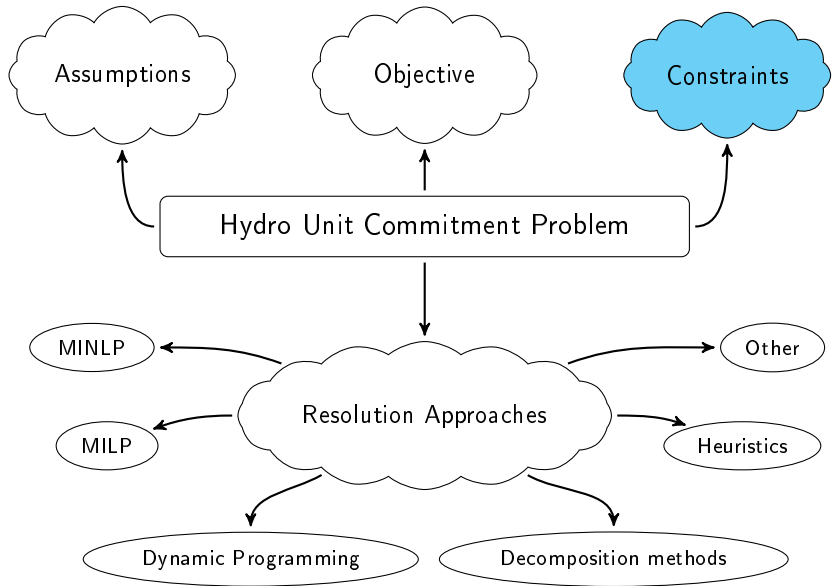 Assumptions
Objective
Constraints
Hydro Unit Commitment Problem
MINLP
Other
Resolution Approaches
MILP
Heuristics
Dynamic Programming
Decomposition methods